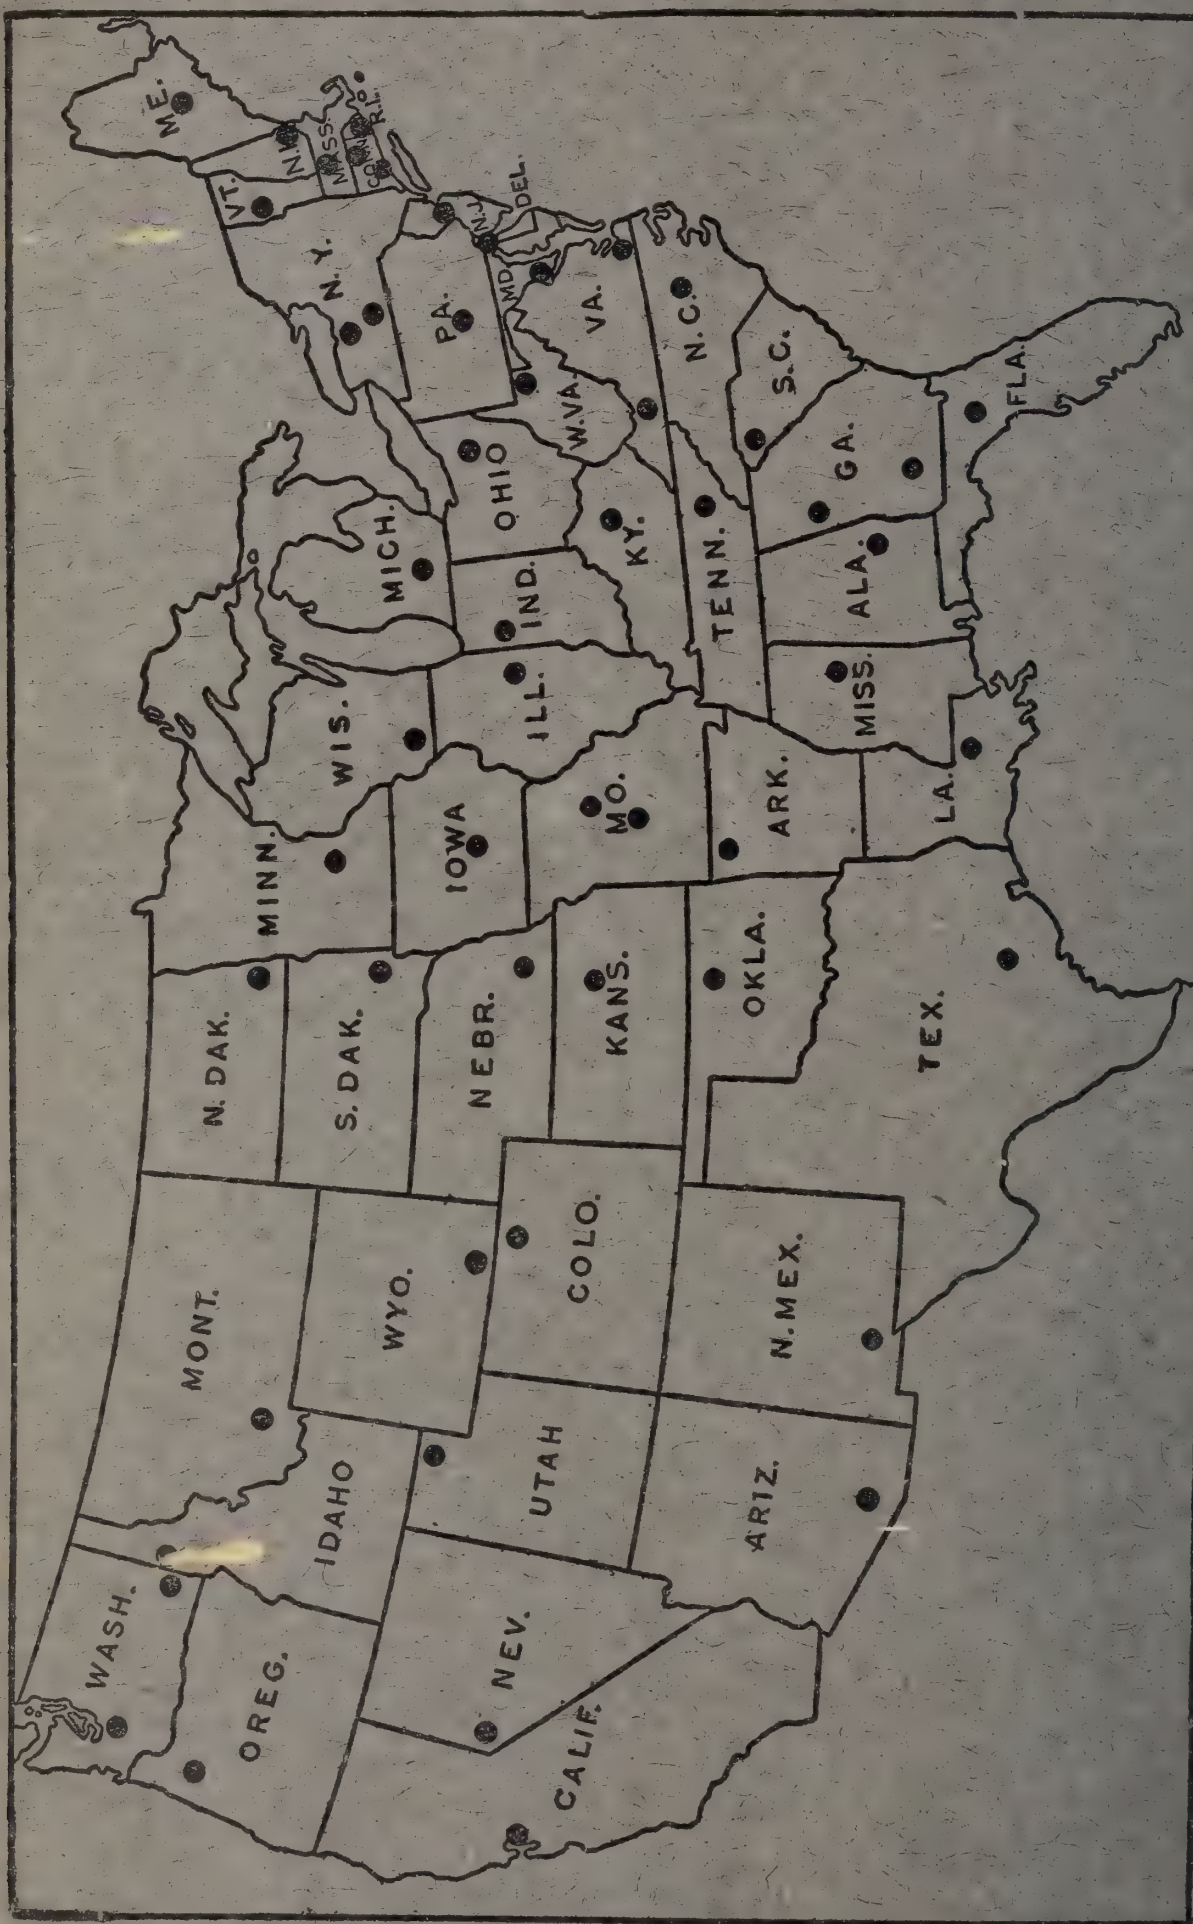 WASH.
OREG.
CALIF.
NEV.
IDAHO
MONT.
WYO.
UTAH
ARIZ.
COLO.
N. MEX.
N. DAK.
S. DAK.
NEBR.
KANS.
OKLA.
TEX.
MINN.
IOWA
MO.
ARK.
LA.
WIS.
ILL.
MICH.
IND.
OHIO
KY.
TENN.
MISS.
ALA.
GA.
FLA.
S.C.
N.C.
VA.
W.VA.
MD.
DEL.
PA.
N.J.
N.Y.
VT.
N.H.
ME.
MASS.
CONN.
R.I.